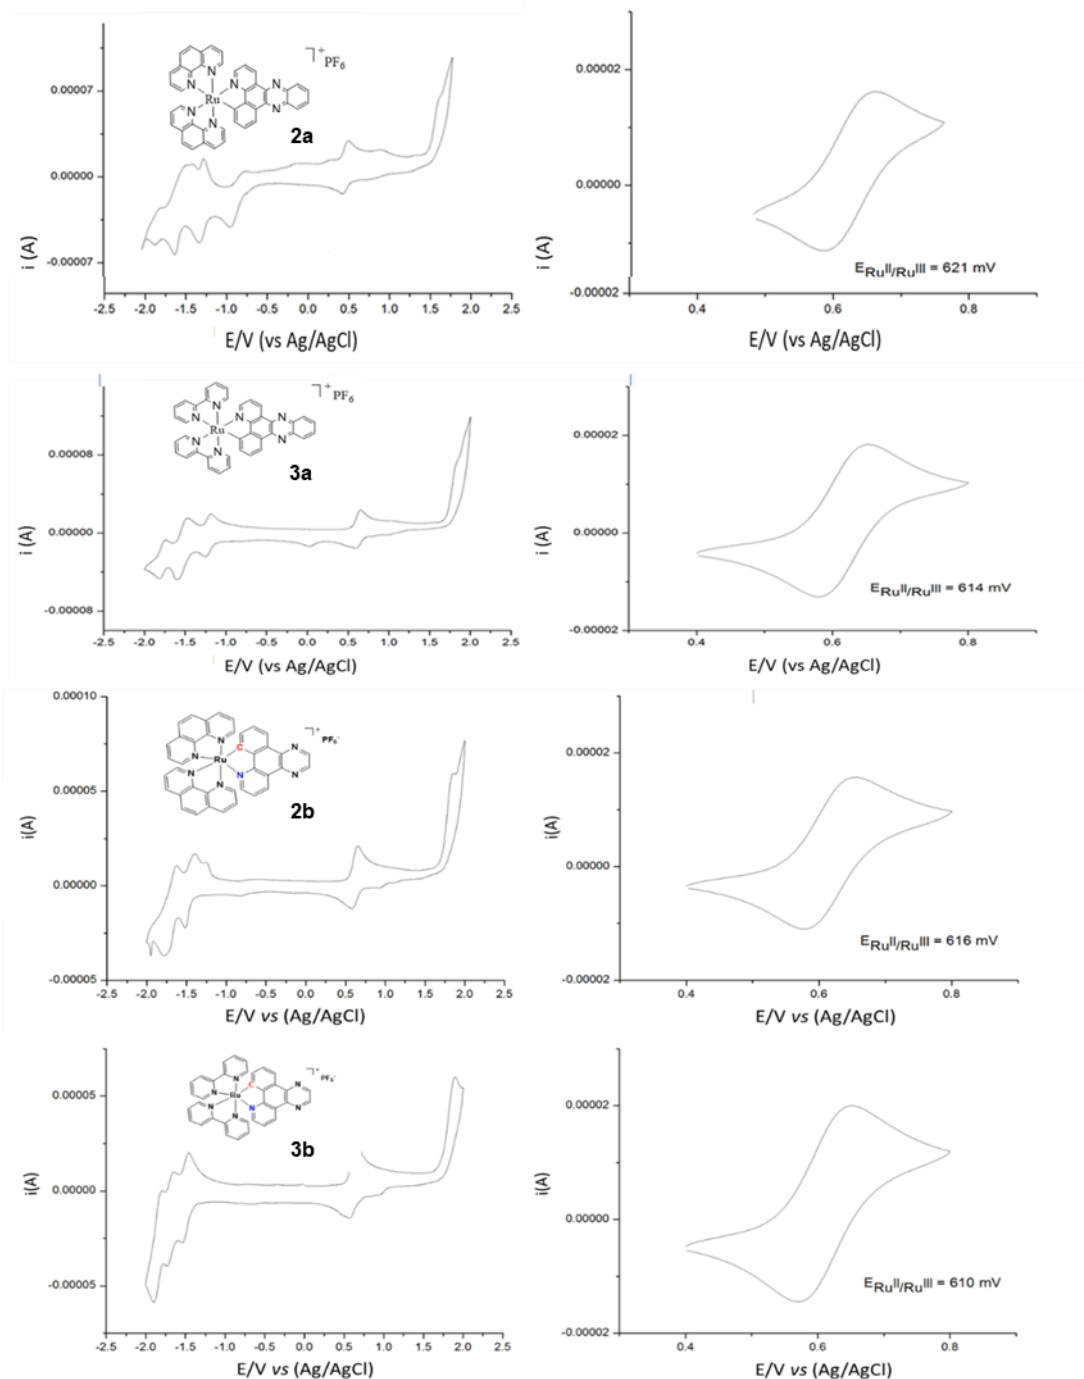 ]+ PF6
N N N N N Ru N N
2a
0.00007
0.00000
-0.00007
i (A)
-2.5 -2.0 -1.5 -1.0 -0.5 0.0 0.5 1.0 1.5 2.0 2.5
E/V (vs Ag/AgCl)
0.00002
0.00000
-0.00002
i (A)
ERuII/RuIII = 621 mV
0.4 0.6 0.8
E/V (vs Ag/AgCl)
]+ PF6
N N N N N Ru N N
3a
0.00008
0.00000
-0.00008
i (A)
-2.5 -2.0 -1.5 -1.0 -0.5 0.0 0.5 1.0 1.5 2.0 2.5
E/V (vs Ag/AgCl)
0.00002
0.00000
-0.00002
i (A)
ERuII/RuIII = 614 mV
0.4 0.6 0.8
E/V (vs Ag/AgCl)
]+ PF6-
N C N N Ru N N N N
2b
0.00010
0.00005
0.00000
-0.00005
i(A)
-2.5 -2.0 -1.5 -1.0 -0.5 0.0 0.5 1.0 1.5 2.0 2.5
E/V vs (Ag/AgCl)
0.00002
0.00000
-0.00002
i(A)
ERuII/RuIII = 616 mV
0.4 0.6 0.8
E/V vs (Ag/AgCl)
]+ PF6-
N C N N Ru N N N N
3b
0.00005
0.00000
-0.00005
i(A)
-2.5 -2.0 -1.5 -1.0 -0.5 0.0 0.5 1.0 1.5 2.0 2.5
E/V vs (Ag/AgCl)
0.00002
0.00000
-0.00002
i(A)
ERuII/RuIII = 610 mV
0.4 0.6 0.8
E/V vs (Ag/AgCl)